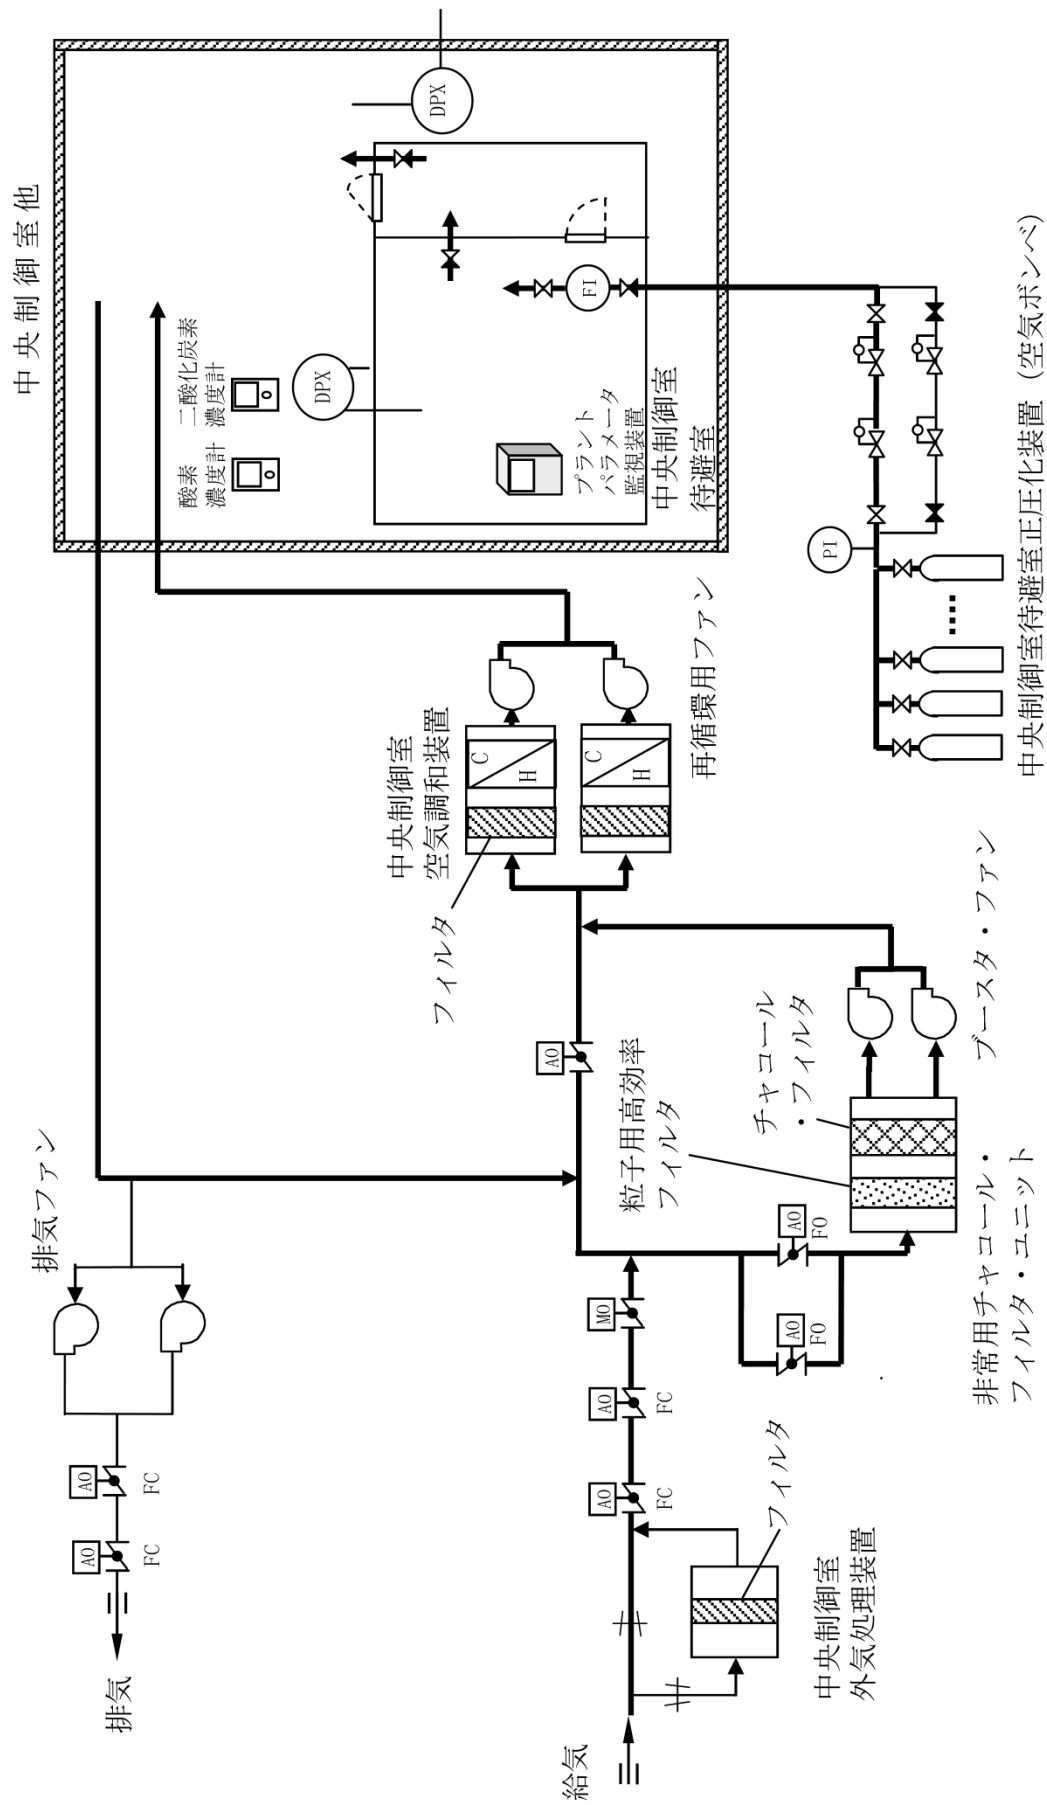 中央制御室他
酸素
濃度計
二酸化炭素
濃度計
DPX
DPX
プラント
パラメータ
監視装置
中央制御室
待避室
FI
PI
中央制御室待避室正圧化装置（空気ボンベ）
排気ファン
AO
FC
AO
FC
排気
中央制御室
空気調和装置
フィルタ
C
H
C
H
再循環用ファン
AO
粒子用高効率
フィルタ
チャコール
・フィルタ
ブースタ・ファン
AO
FO
AO
FO
非常用チャコール・
フィルタ・ユニット
MO
AO
FC
AO
FC
フィルタ
中央制御室
外気処理装置
給気